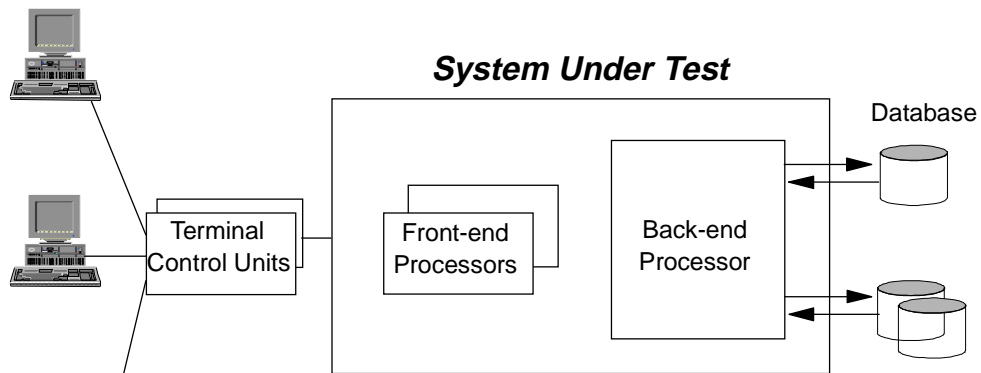 System Under Test
Database
Terminal
Control Units
Front-end
Processors
Back-end
Processor